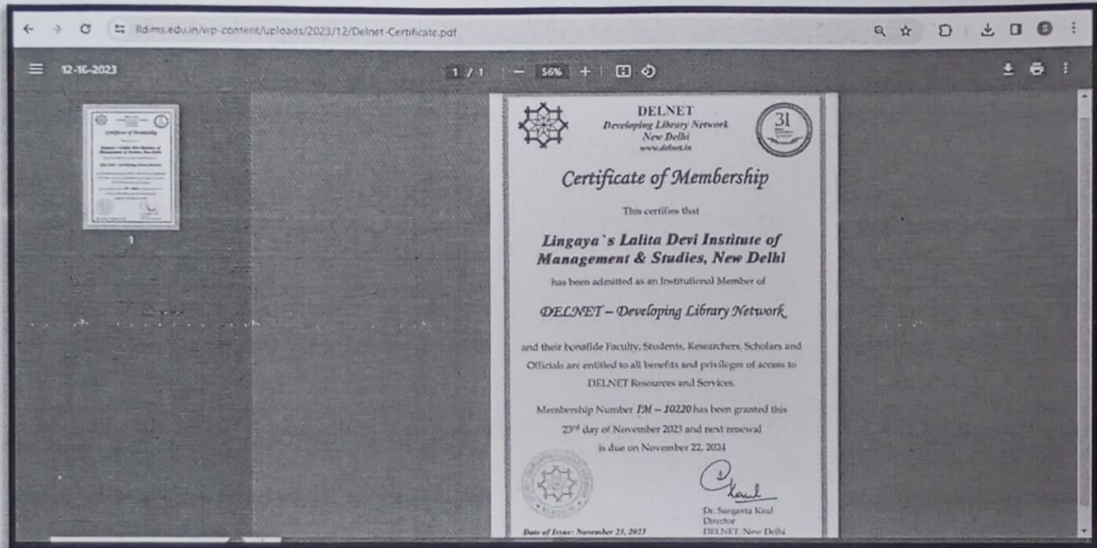 lldims.edu.in/wp-content/uploads/2023/12/Delnet-Certificate.pdf
12-16-2023
1 / 1
56%
1
DELNET
Developing Library Network
New Delhi
www.delnet.in
31
Certificate of Membership
This certifies that
Lingaya`s Lalita Devi Institute of
Management & Studies, New Delhi
has been admitted as an Institutional Member of
DELNET – Developing Library Network
and their bonafide Faculty, Students, Researchers, Scholars and
Officials are entitled to all benefits and privileges of access to
DELNET Resources and Services.
Membership Number IM – 10220 has been granted this
23rd day of November 2023 and next renewal
is due on November 22, 2024
Kaul
Dr. Sangeeta Kaul
Director
DELNET, New Delhi
Date of Issue: November 23, 2023